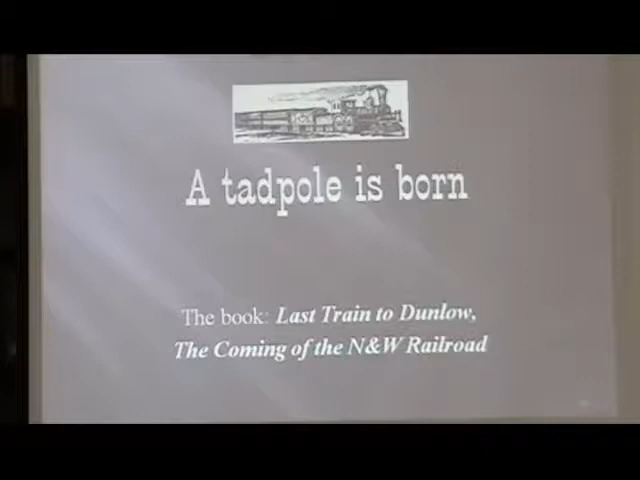 A tadpole is born
The book: Last Train to Dunlow,
The Coming of the N&W Railroad